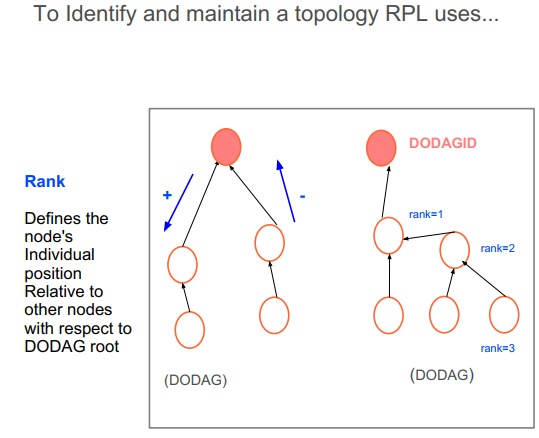 To Identify and maintain a topology RPL uses...
Rank
Defines the
node's
Individual
position
Relative to
other nodes
with respect to
DODAG root
+
-
(DODAG)
DODAGID
rank=1
rank=2
rank=3
(DODAG)